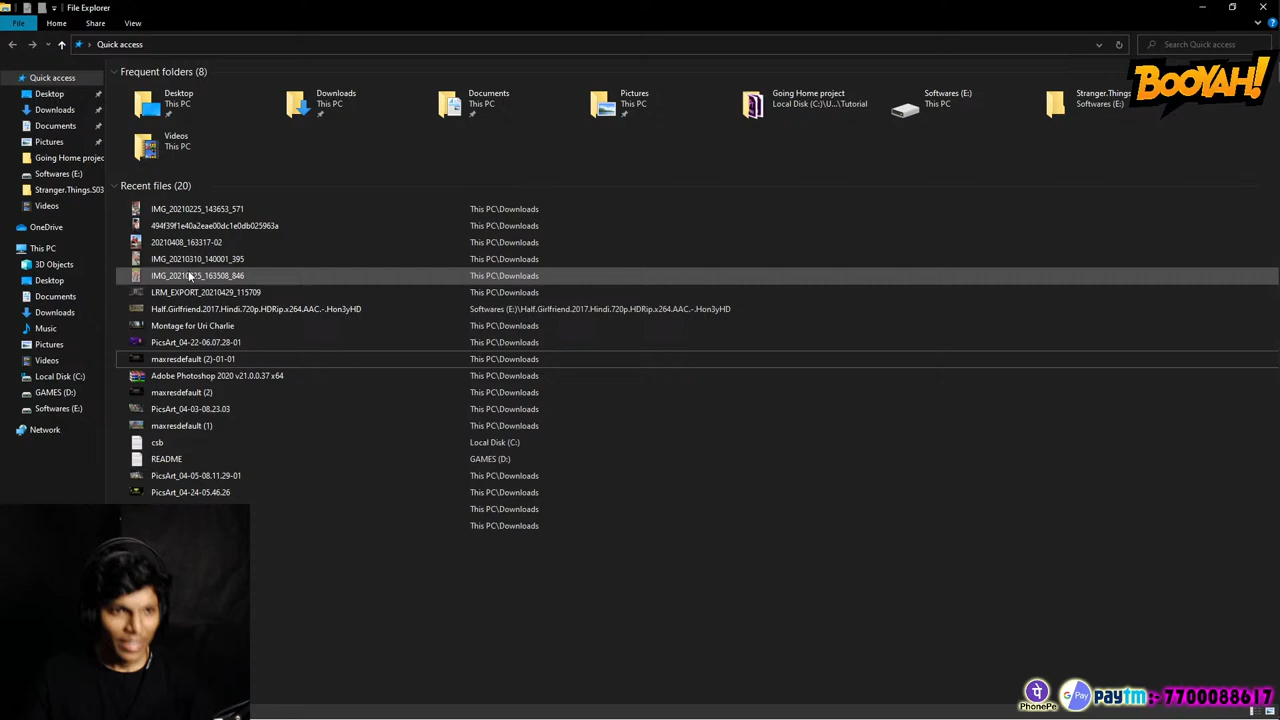 File Explorer
File Home Share View
Quick access
Search Quick access
BOOYAH!
Quick access
Desktop
Downloads
Documents
Pictures
Going Home projec
Softwares (E:)
Stranger.Things.S03
Videos
OneDrive
This PC
3D Objects
Desktop
Documents
Downloads
Music
Pictures
Videos
Local Disk (C:)
GAMES (D:)
Softwares (E:)
Network
Frequent folders (8)
Desktop
This PC
Downloads
This PC
Documents
This PC
Pictures
This PC
Going Home project
Local Disk (C:)\U...\Tutorial
Softwares (E:)
This PC
Stranger.Things
Softwares (E:)
Videos
This PC
Recent files (20)
IMG_20210225_143653_571 This PC\Downloads
494f39f1e40a2eae00dc1e0db025963a This PC\Downloads
20210408_163317-02 This PC\Downloads
IMG_20210310_140001_395 This PC\Downloads
This PC\Downloads
LRM_EXPORT_20210429_115709 This PC\Downloads
Half.Girlfriend.2017.Hindi.720p.HDRip.x264.AAC.-.Hon3yHD Softwares (E:)\Half.Girlfriend.2017.Hindi.720p.HDRip.x264.AAC.-.Hon3yHD
Montage for Uri Charlie This PC\Downloads
PicsArt_04-22-06.07.28-01 This PC\Downloads
maxresdefault (2)-01-01 This PC\Downloads
Adobe Photoshop 2020 v21.0.0.37 x64 This PC\Downloads
maxresdefault (2) This PC\Downloads
PicsArt_04-03-08.23.03 This PC\Downloads
maxresdefault (1) This PC\Downloads
csb Local Disk (C:)
README GAMES (D:)
PicsArt_04-05-08.11.29-01 This PC\Downloads
PicsArt_04-24-05.46.26 This PC\Downloads
This PC\Downloads
This PC\Downloads
PhonePe G Pay paytm :- 7700088617